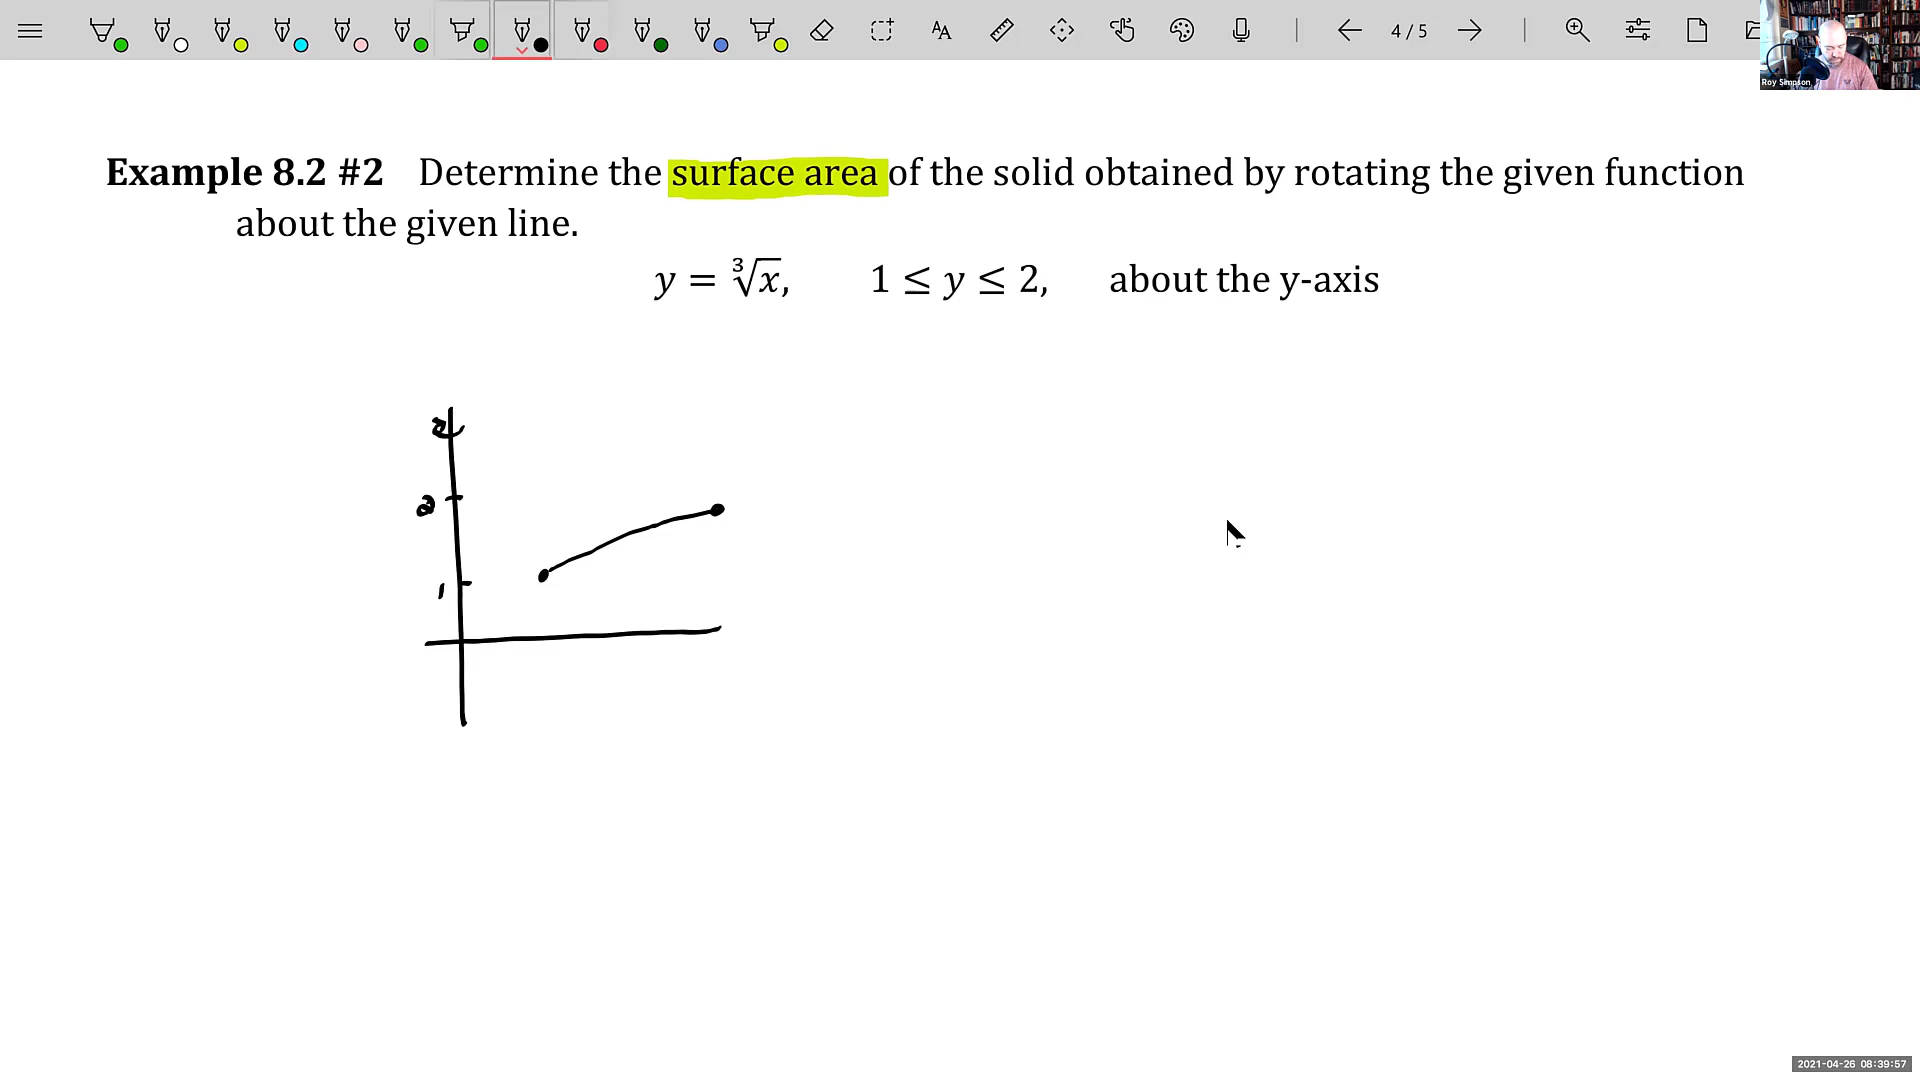 4 / 5
Roy Simpson
Example 8.2 #2 Determine the surface area of the solid obtained by rotating the given function
about the given line.
y = ∛x, 1 ≤ y ≤ 2, about the y-axis
2
1
2021-04-26 08:39:57